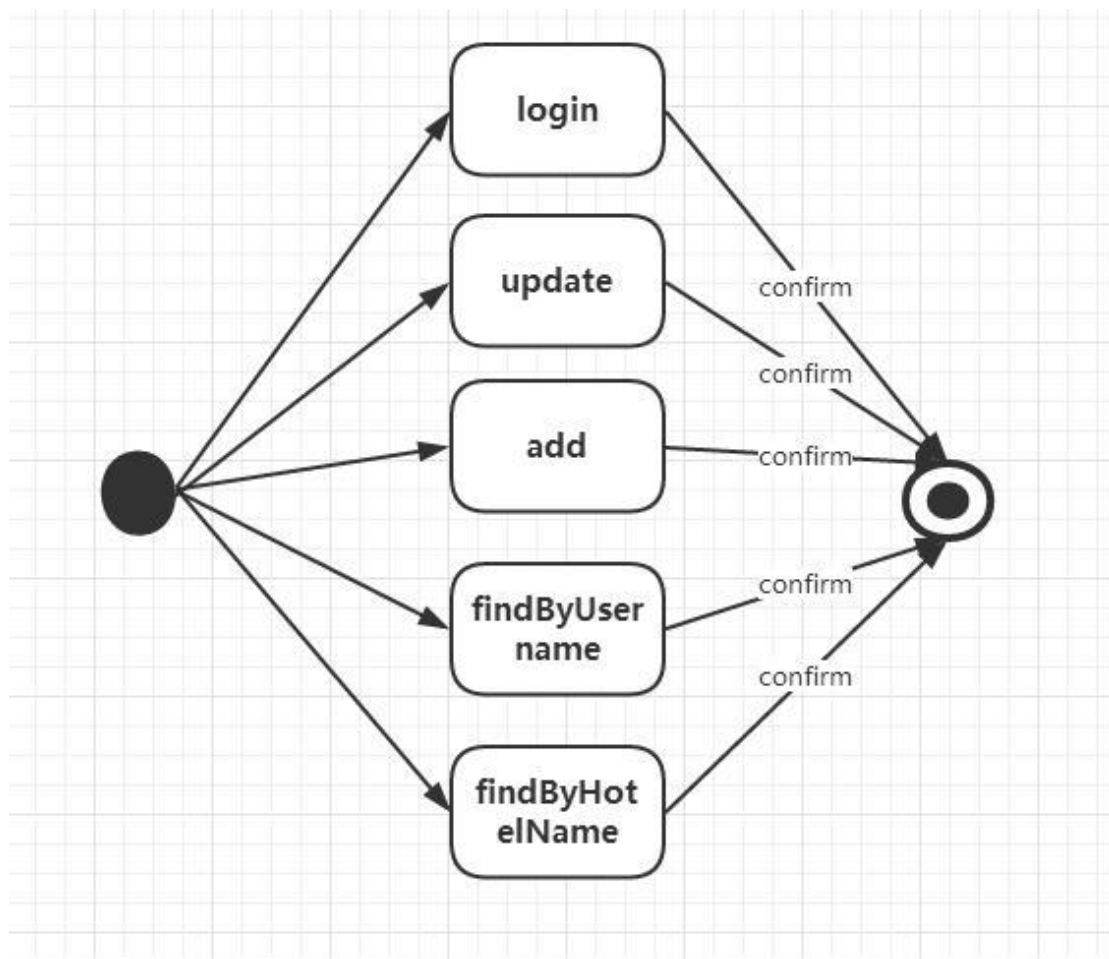 login
confirm
update
confirm
add
confirm
findByUser
name
confirm
confirm
findByHot
elName